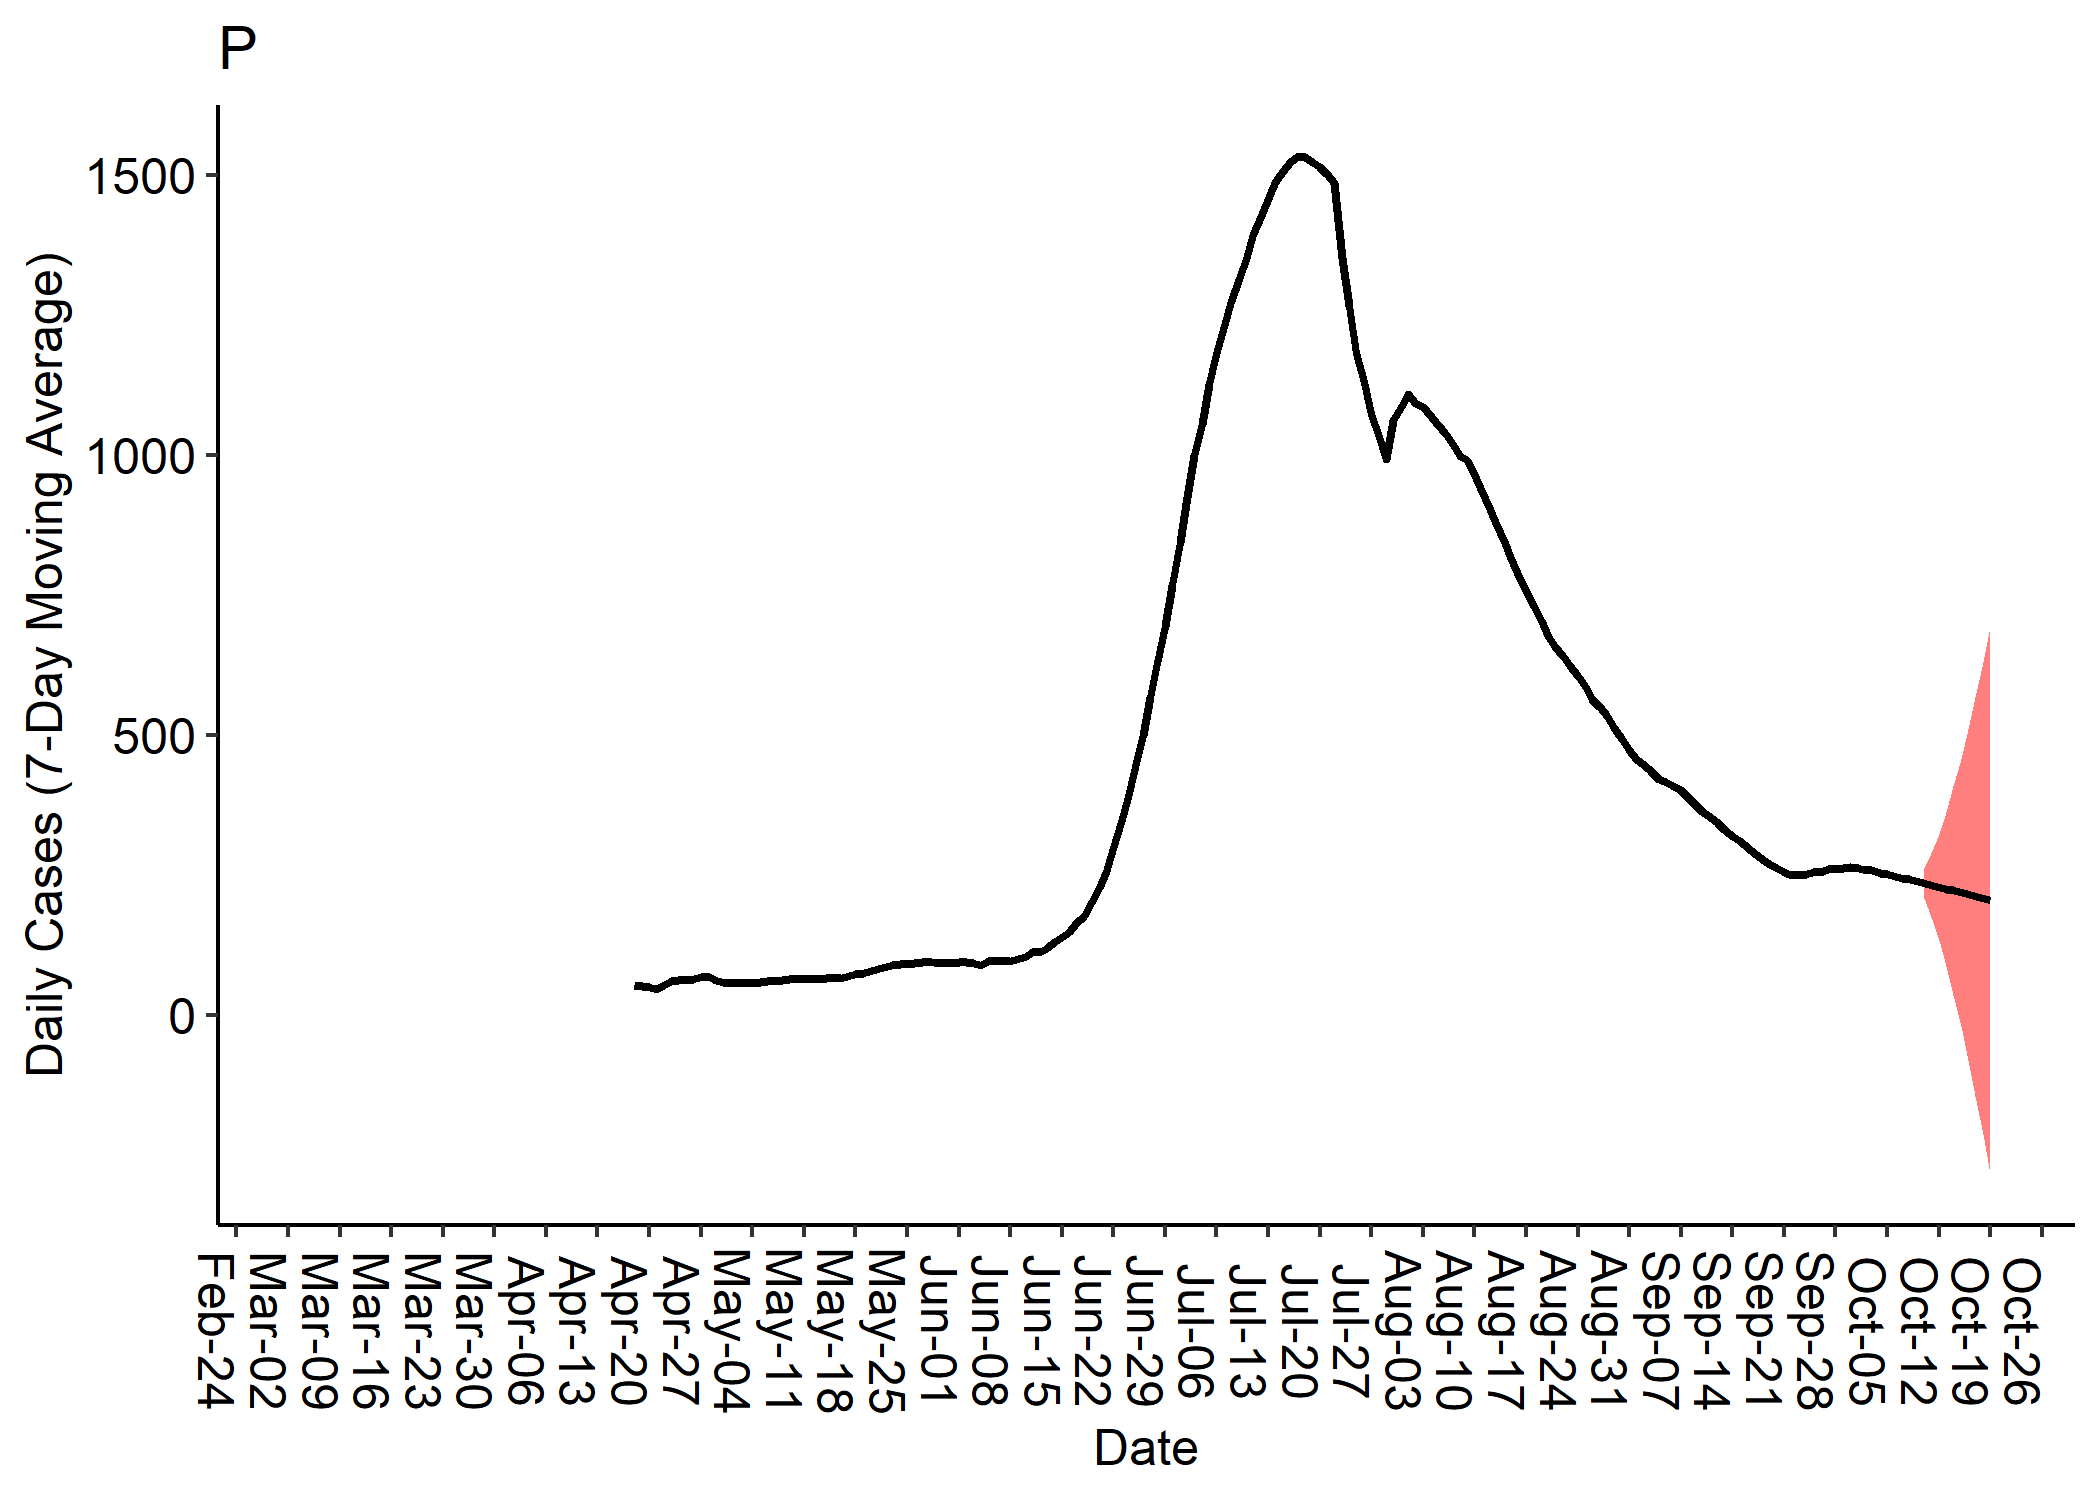 P
Daily Cases (7-Day Moving Average)
1500
1000
500
0
Feb-24
Mar-02
Mar-09
Mar-16
Mar-23
Mar-30
Apr-06
Apr-13
Apr-20
Apr-27
May-04
May-11
May-18
May-25
Jun-01
Jun-08
Jun-15
Jun-22
Jun-29
Jul-06
Jul-13
Jul-20
Jul-27
Aug-03
Aug-10
Aug-17
Aug-24
Aug-31
Sep-07
Sep-14
Sep-21
Sep-28
Oct-05
Oct-12
Oct-19
Oct-26
Date